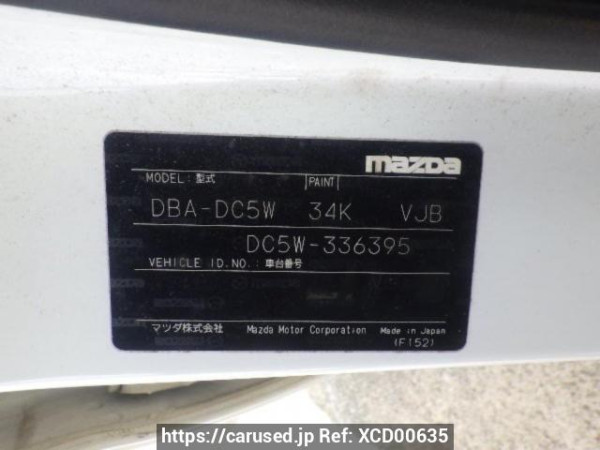 mazda
MODEL: 型式 PAINT
DBA-DC5W 34K VJB
DC5W-336395
VEHICLE ID.NO.: 車台番号
マツダ株式会社 Mazda Motor Corporation Made in Japan
(F152)
https://carused.jp Ref: XCD00635